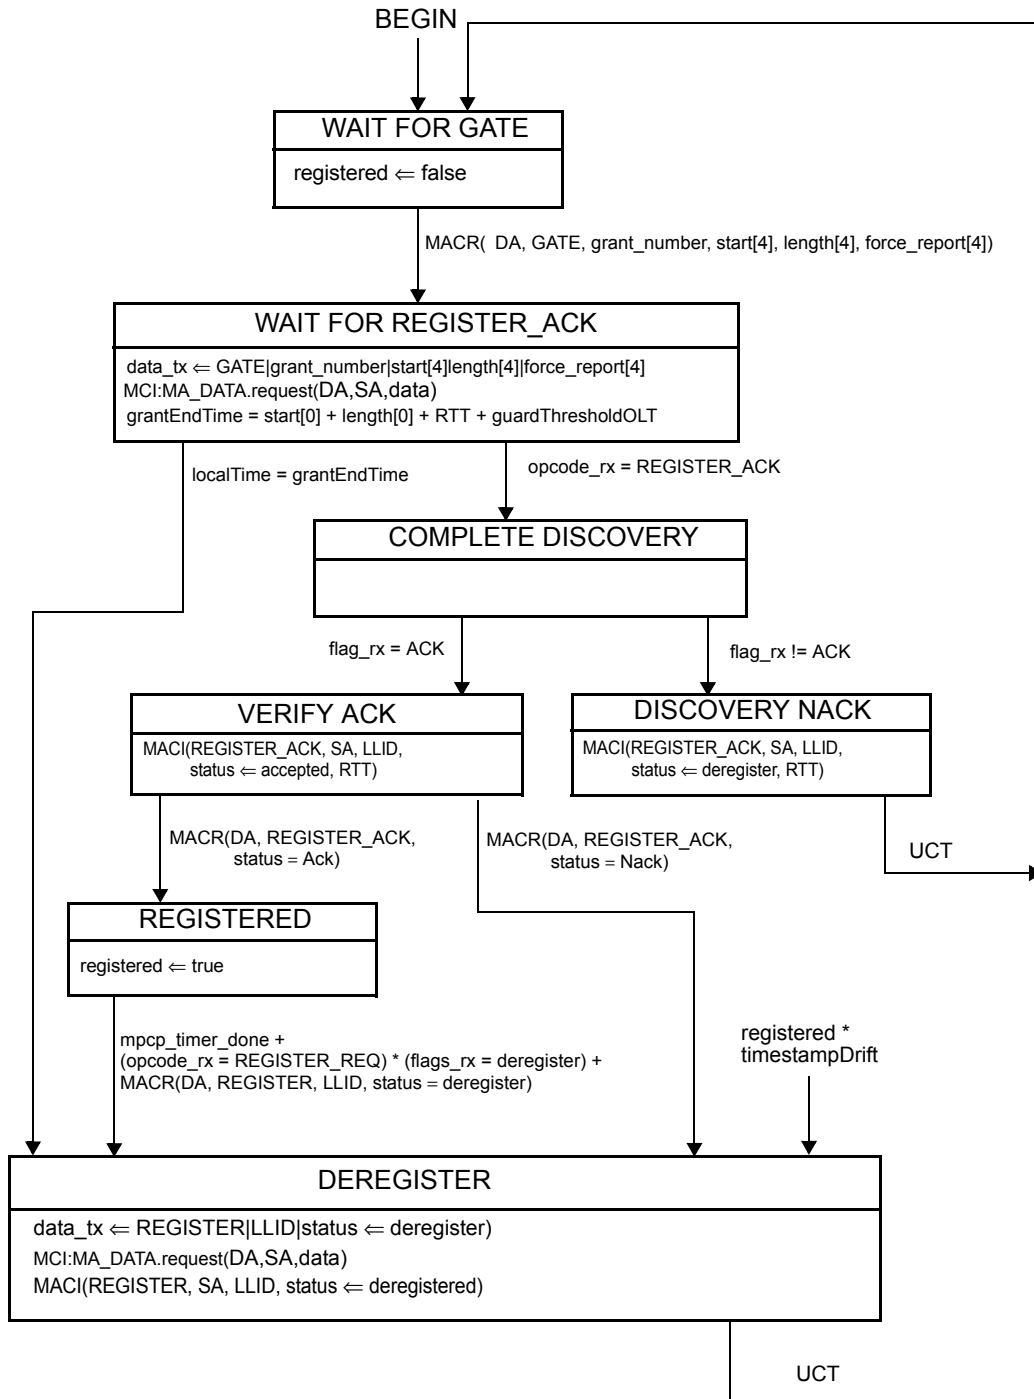 BEGIN
WAIT FOR GATE
registered ⇐ false
MACR( DA, GATE, grant_number, start[4], length[4], force_report[4])
WAIT FOR REGISTER_ACK
data_tx ⇐ GATE|grant_number|start[4]length[4]|force_report[4]
MCI:MA_DATA.request(DA,SA,data)
grantEndTime = start[0] + length[0] + RTT + guardThresholdOLT
localTime = grantEndTime
opcode_rx = REGISTER_ACK
COMPLETE DISCOVERY
flag_rx = ACK
flag_rx != ACK
VERIFY ACK
MACI(REGISTER_ACK, SA, LLID,
status ⇐ accepted, RTT)
DISCOVERY NACK
MACI(REGISTER_ACK, SA, LLID,
status ⇐ deregister, RTT)
MACR(DA, REGISTER_ACK,
status = Ack)
MACR(DA, REGISTER_ACK,
status = Nack)
UCT
REGISTERED
registered ⇐ true
mpcp_timer_done +
(opcode_rx = REGISTER_REQ) * (flags_rx = deregister) +
MACR(DA, REGISTER, LLID, status = deregister)
registered *
timestampDrift
DEREGISTER
data_tx ⇐ REGISTER|LLID|status ⇐ deregister)
MCI:MA_DATA.request(DA,SA,data)
MACI(REGISTER, SA, LLID, status ⇐ deregistered)
UCT